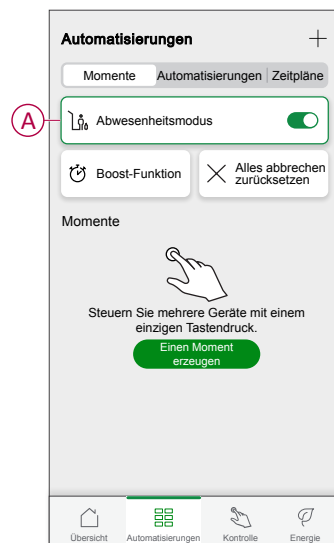 Automatisierungen
Momente Automatisierungen Zeitpläne
A
Abwesenheitsmodus
Boost-Funktion
Alles abbrechen
zurücksetzen
Momente
Steuern Sie mehrere Geräte mit einem
einzigen Tastendruck.
Einen Moment
erzeugen
Übersicht Automatisierungen Kontrolle Energie